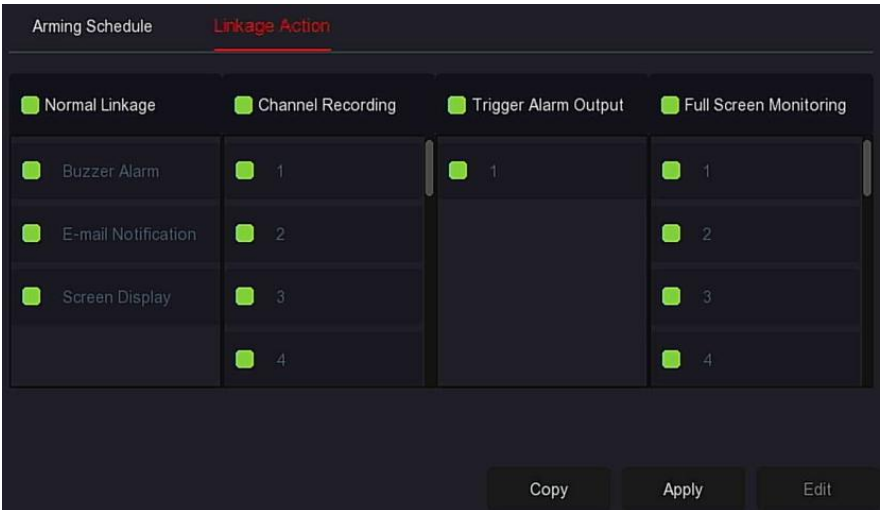 Arming Schedule Linkage Action
Normal Linkage Channel Recording Trigger Alarm Output Full Screen Monitoring
Buzzer Alarm 1 1 1
E-mail Notification 2 2
Screen Display 3 3
4 4
Copy Apply Edit